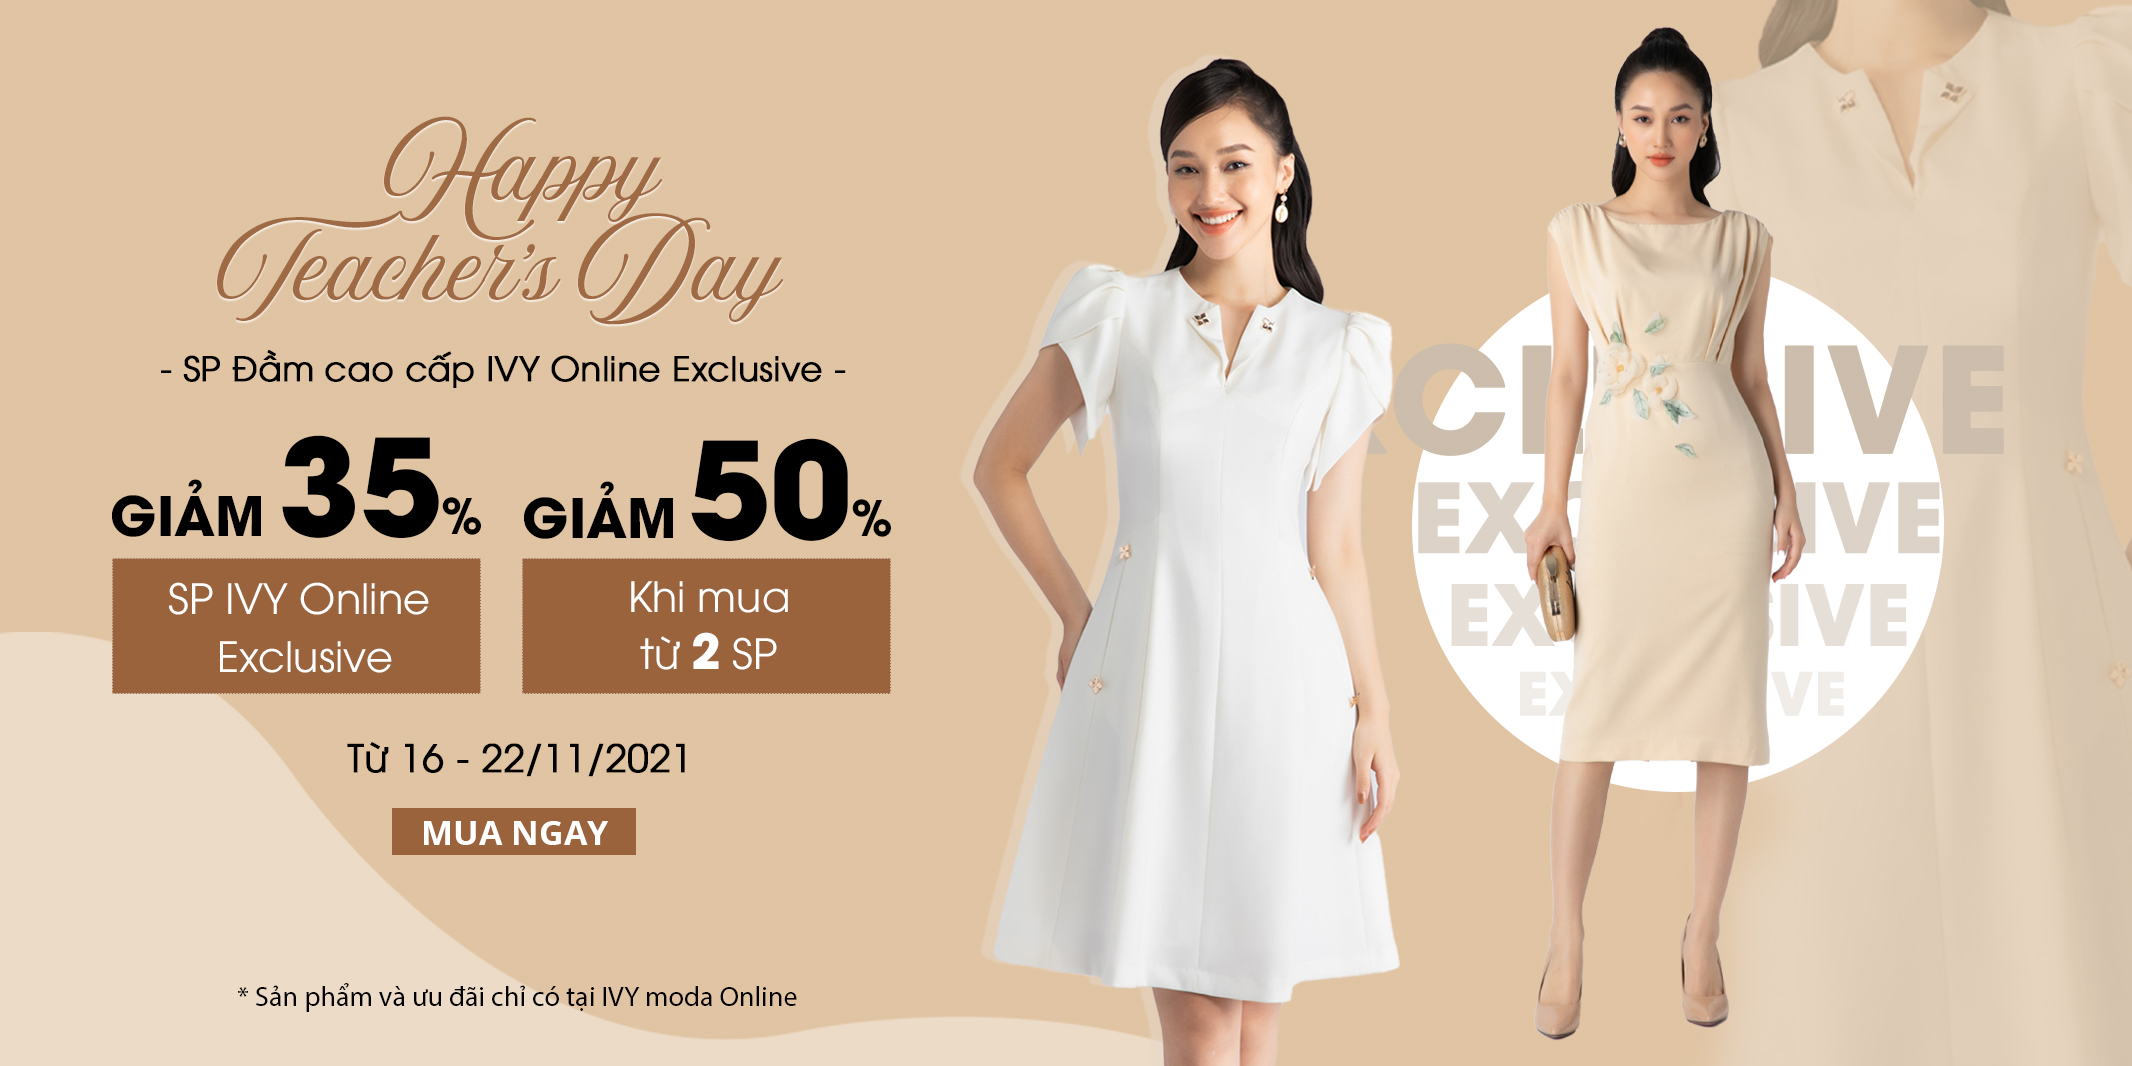 Happy
Teacher's Day
- SP Đầm cao cấp IVY Online Exclusive -
GIẢM 35%
SP IVY Online
Exclusive
GIẢM 50%
Khi mua
từ 2 SP
Từ 16 - 22/11/2021
MUA NGAY
* Sản phẩm và ưu đãi chỉ có tại IVY moda Online